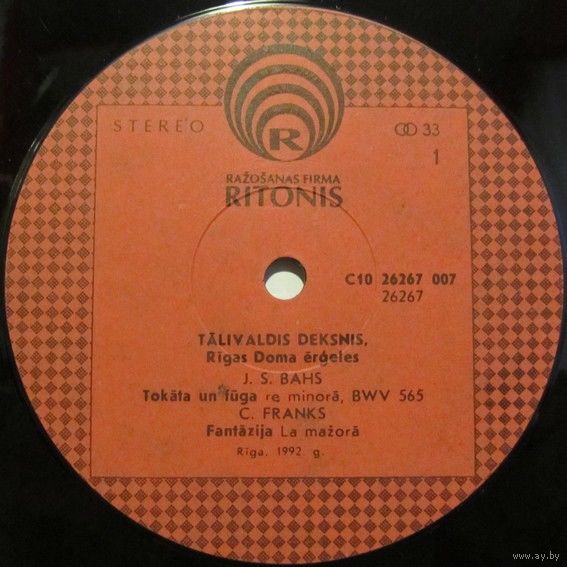 STEREO
R
33
1
RAŽOŠANAS FIRMA
RITONIS
C10 26267 007
26267
TĀLIVALDIS DEKSNIS,
Rīgas Doma ērģeles
J. S. BAHS
Tokāta un fūga re minorā, BWV 565
C. FRANKS
Fantāzija La mažorā
Rīga, 1992. g.
www.ay.by